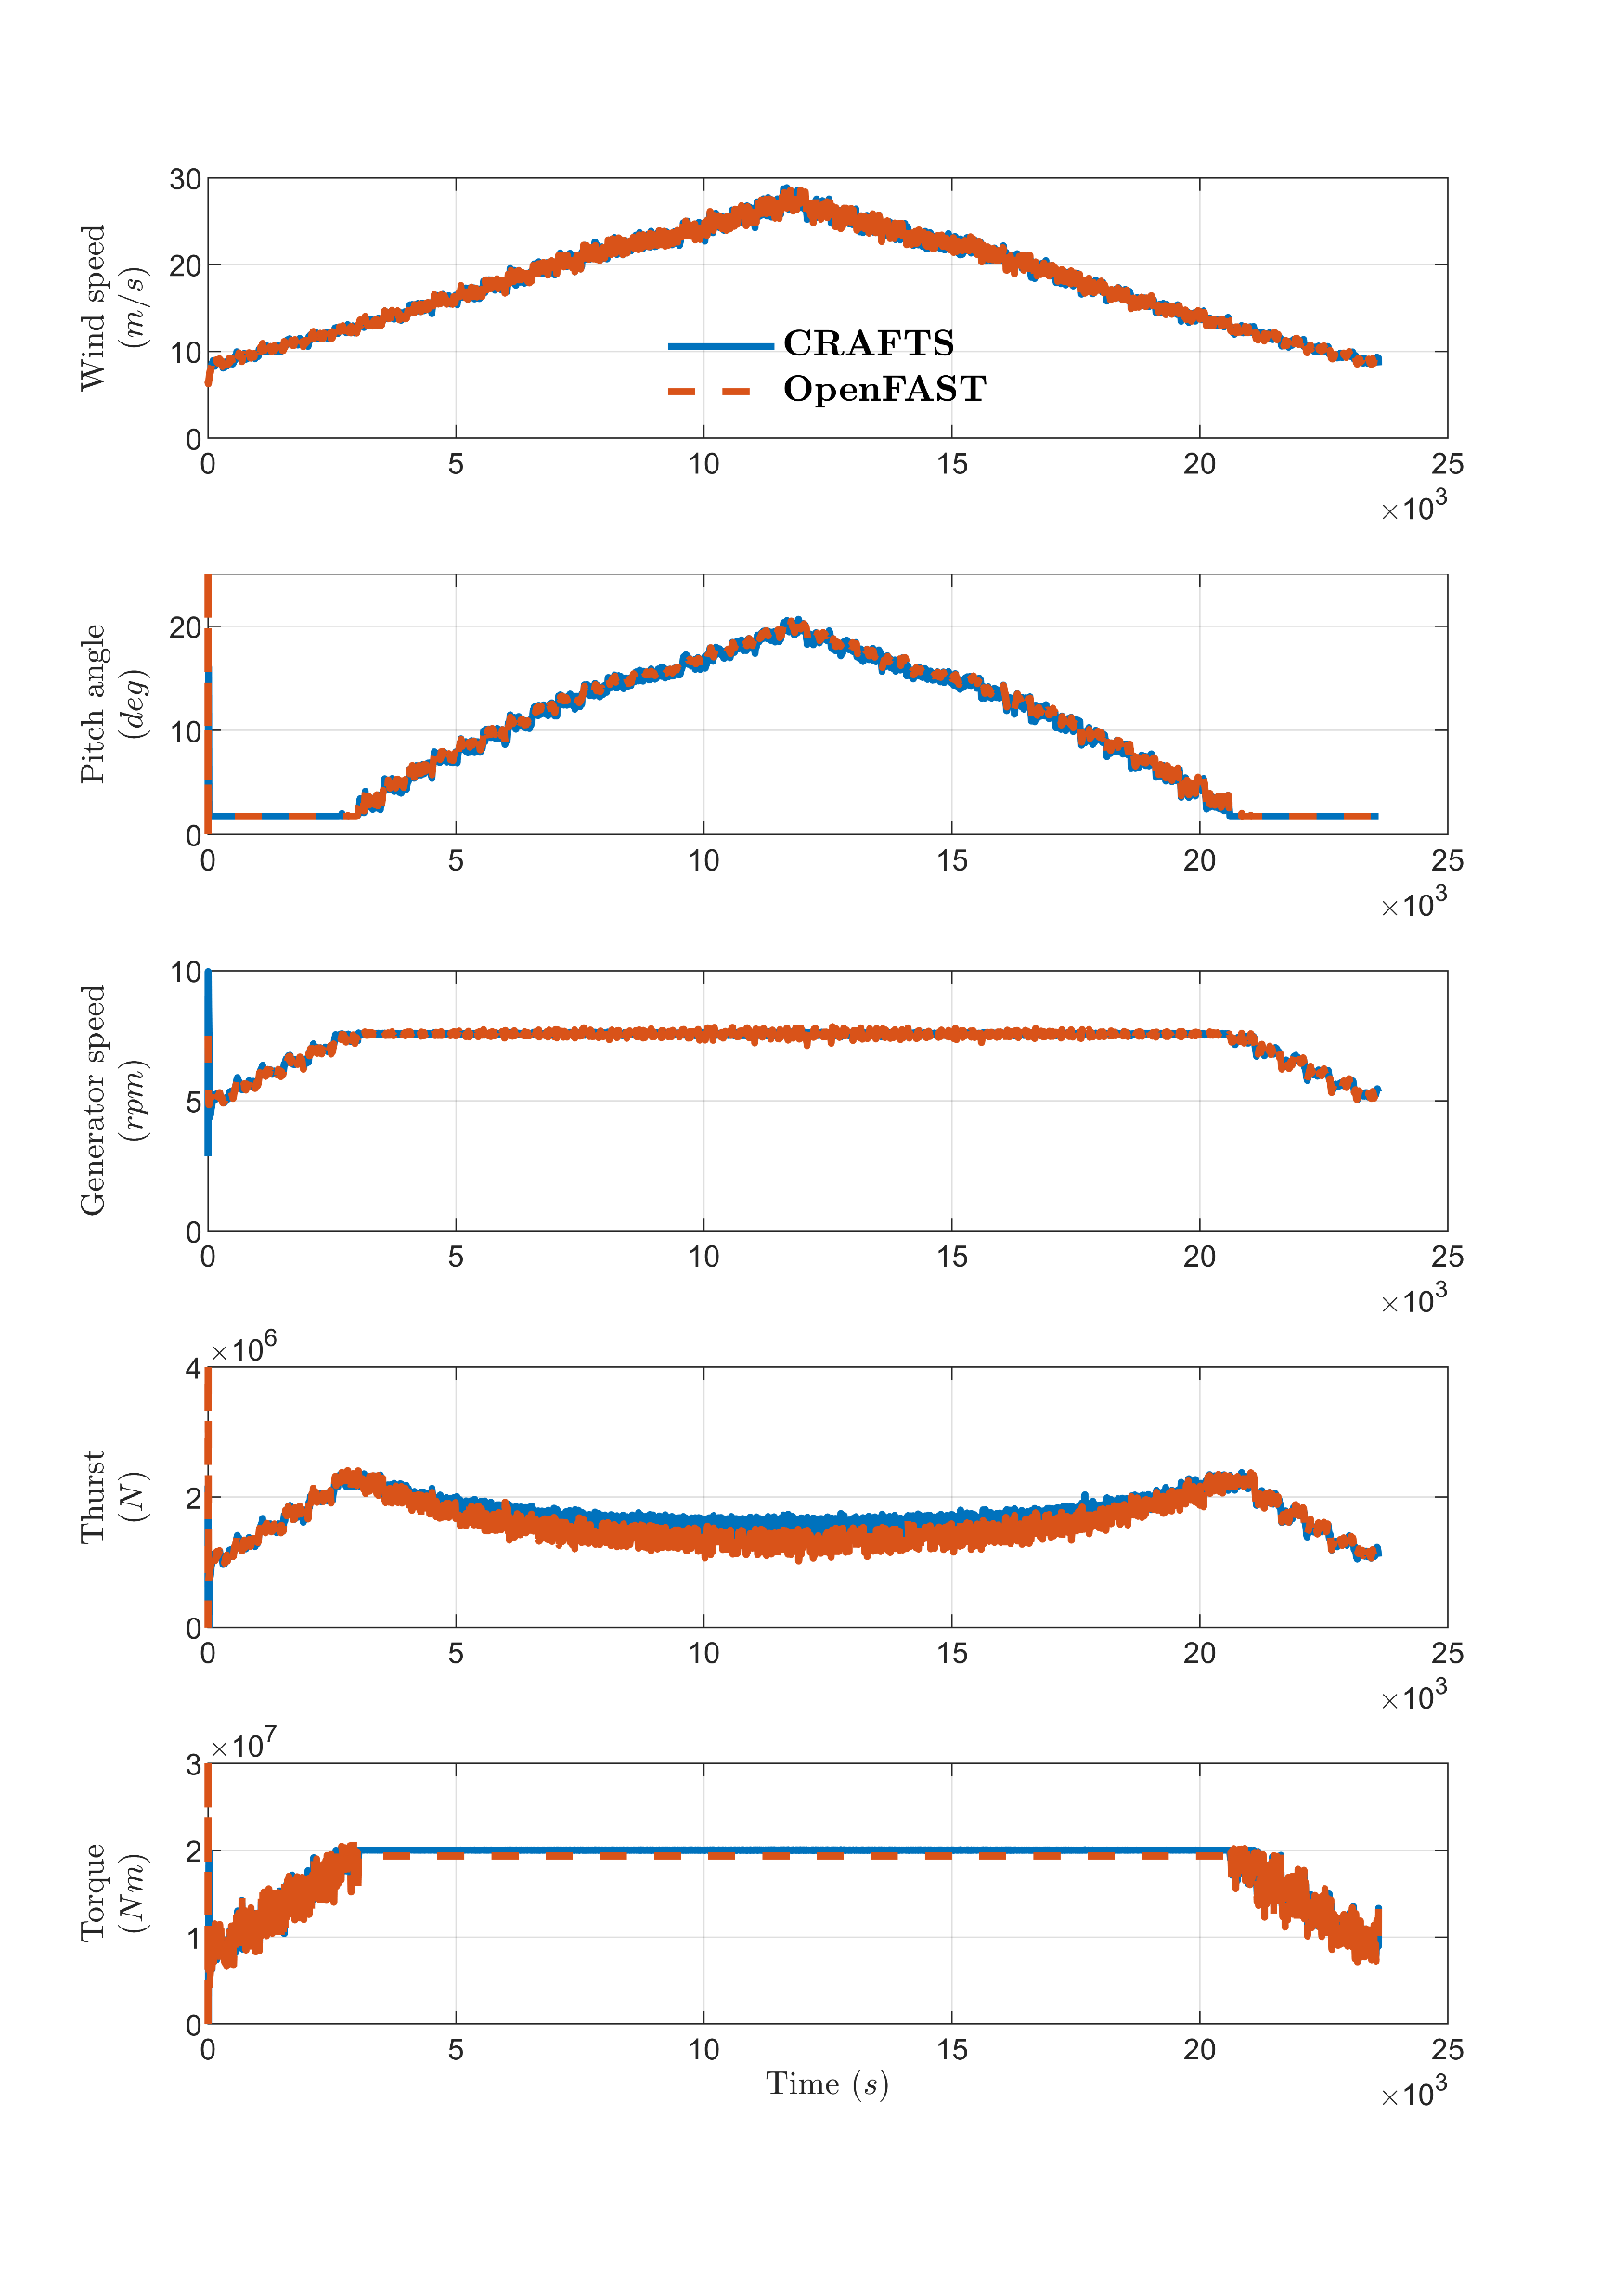 30
20
10
0
Wind speed
(m/s)
CRAFTS
OpenFAST
0 5 10 15 20 25
×10³
20
10
0
Pitch angle
(deg)
0 5 10 15 20 25
×10³
10
5
0
Generator speed
(rpm)
0 5 10 15 20 25
×10³
×10⁶
4
2
0
Thurst
(N)
0 5 10 15 20 25
×10³
×10⁷
3
2
1
0
Torque
(Nm)
0 5 10 15 20 25
Time (s)
×10³